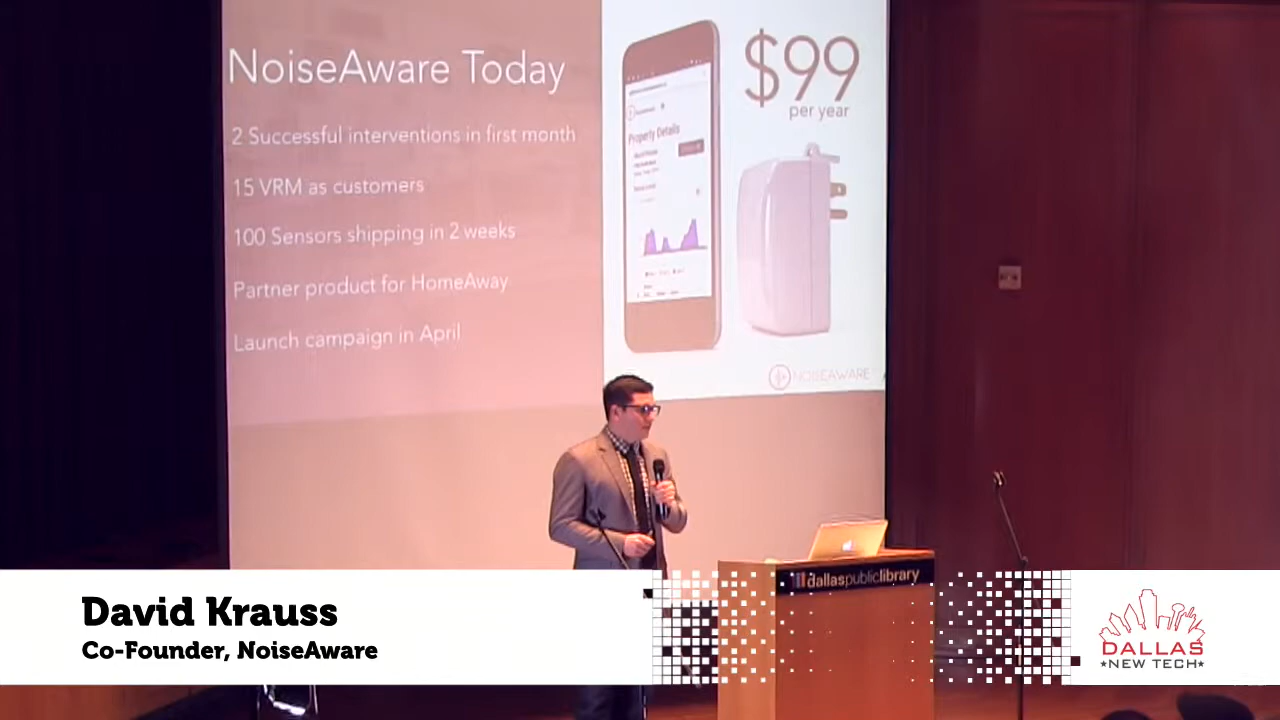 NoiseAware Today
2 Successful interventions in first month
15 VRM as customers
100 Sensors shipping in 2 weeks
Partner product for HomeAway
Launch campaign in April
$99
per year
Property Details
NOISEAWARE
dallaspubliclibrary
David Krauss
Co-Founder, NoiseAware
DALLAS
NEW TECH